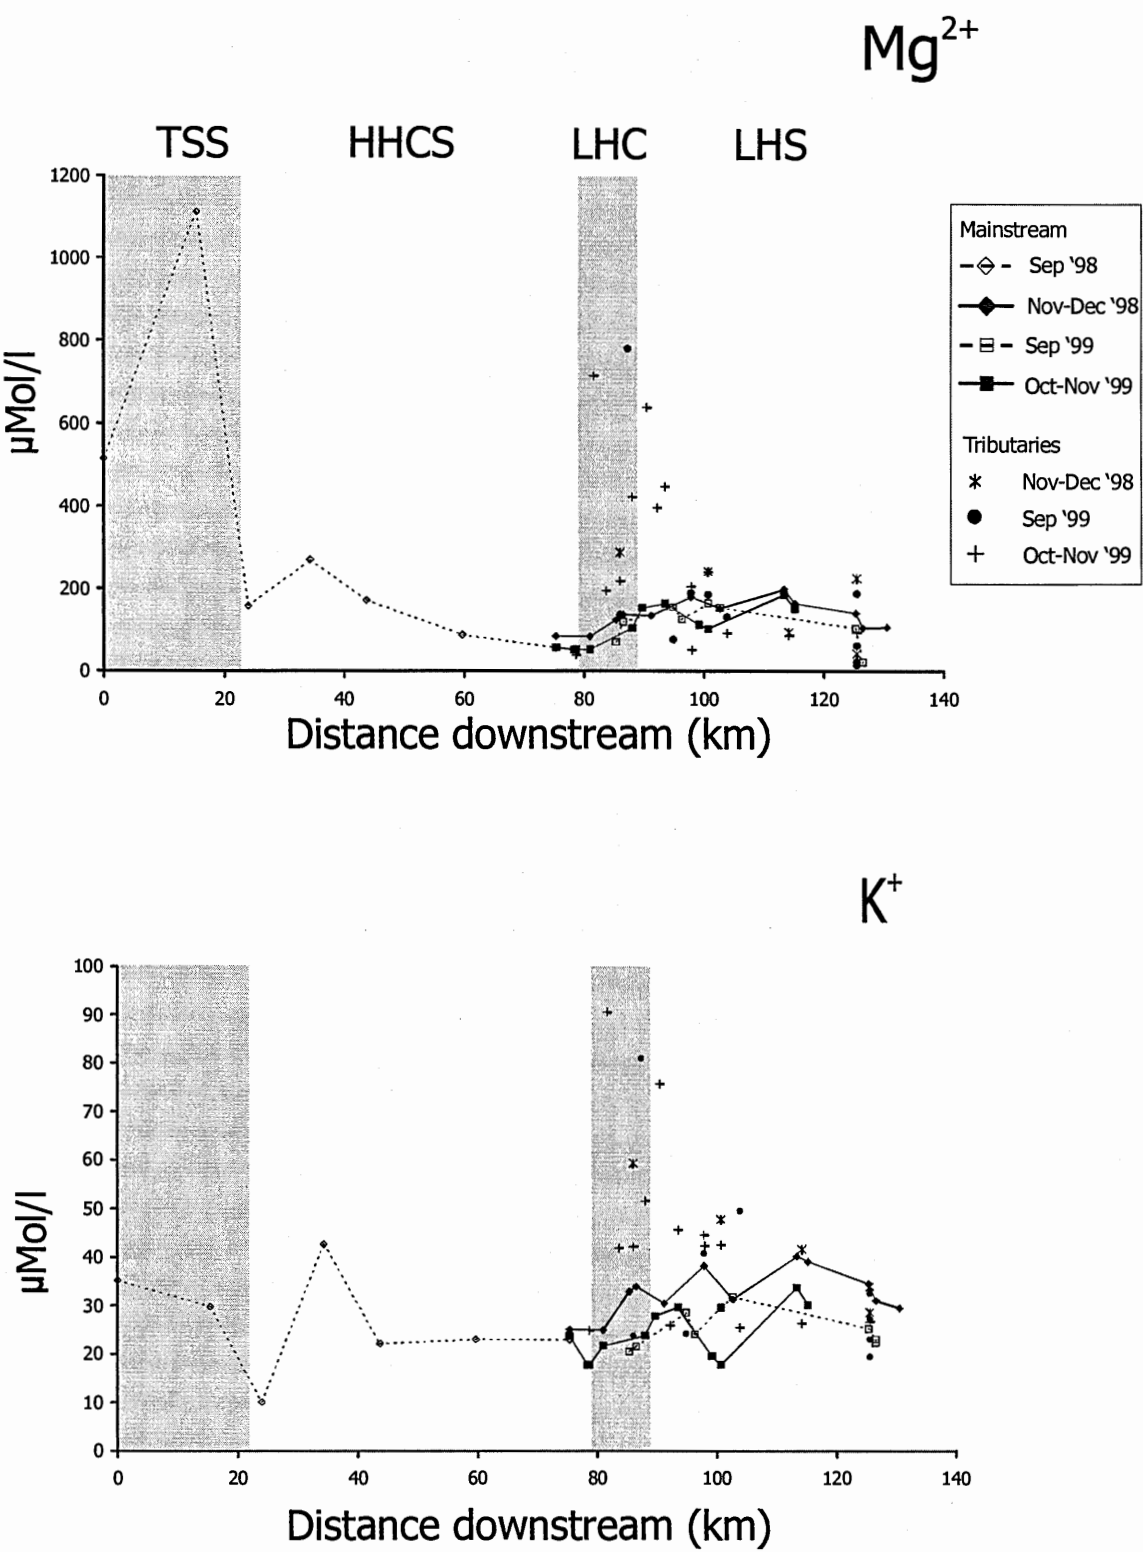 Mg2+
TSS HHCS LHC LHS
1200
1000
800
600
400
200
0
µMol/l
0 20 40 60 80 100 120 140
Distance downstream (km)
Mainstream
Sep '98
Nov-Dec '98
Sep '99
Oct-Nov '99
Tributaries
Nov-Dec '98
Sep '99
Oct-Nov '99
K+
100
90
80
70
60
50
40
30
20
10
0
µMol/l
0 20 40 60 80 100 120 140
Distance downstream (km)